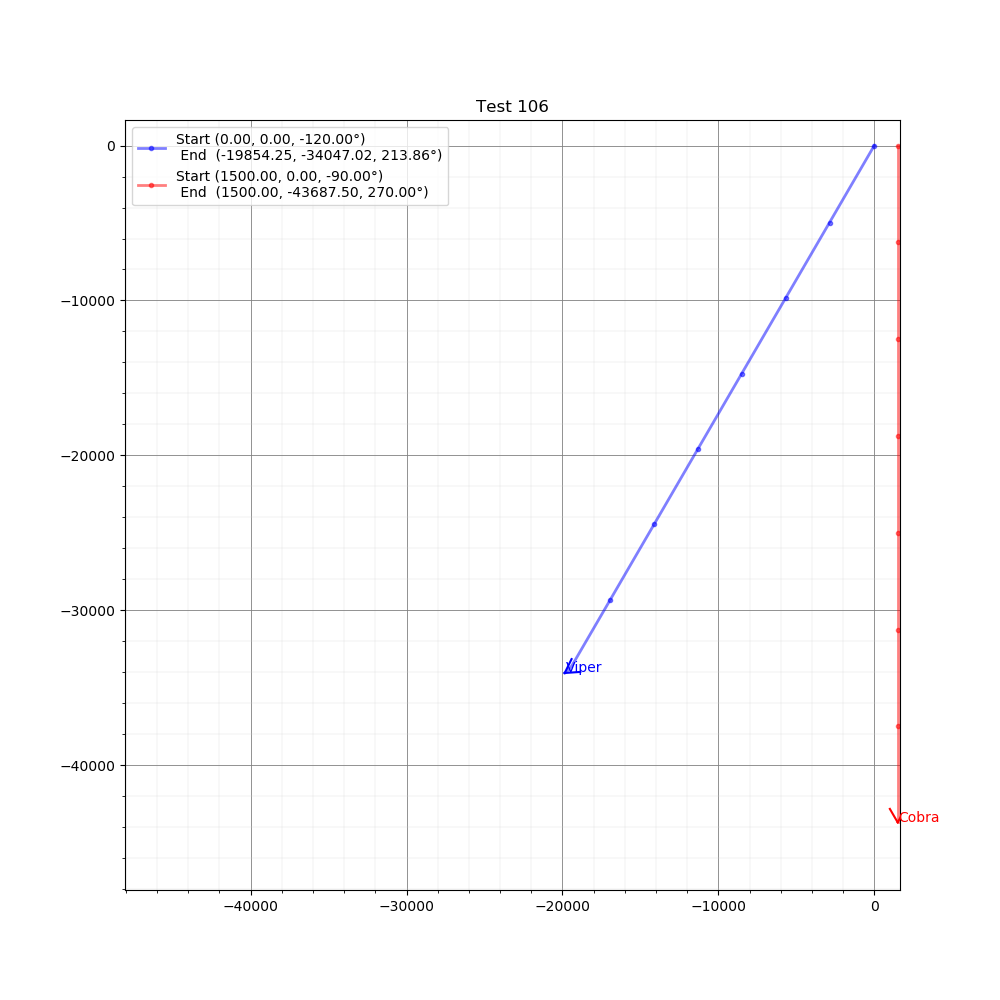 Test 106
Start (0.00, 0.00, -120.00°)
End  (-19854.25, -34047.02, 213.86°)
Start (1500.00, 0.00, -90.00°)
End  (1500.00, -43687.50, 270.00°)
0
−10000
−20000
−30000
−40000
Viper
Cobra
−40000
−30000
−20000
−10000
0